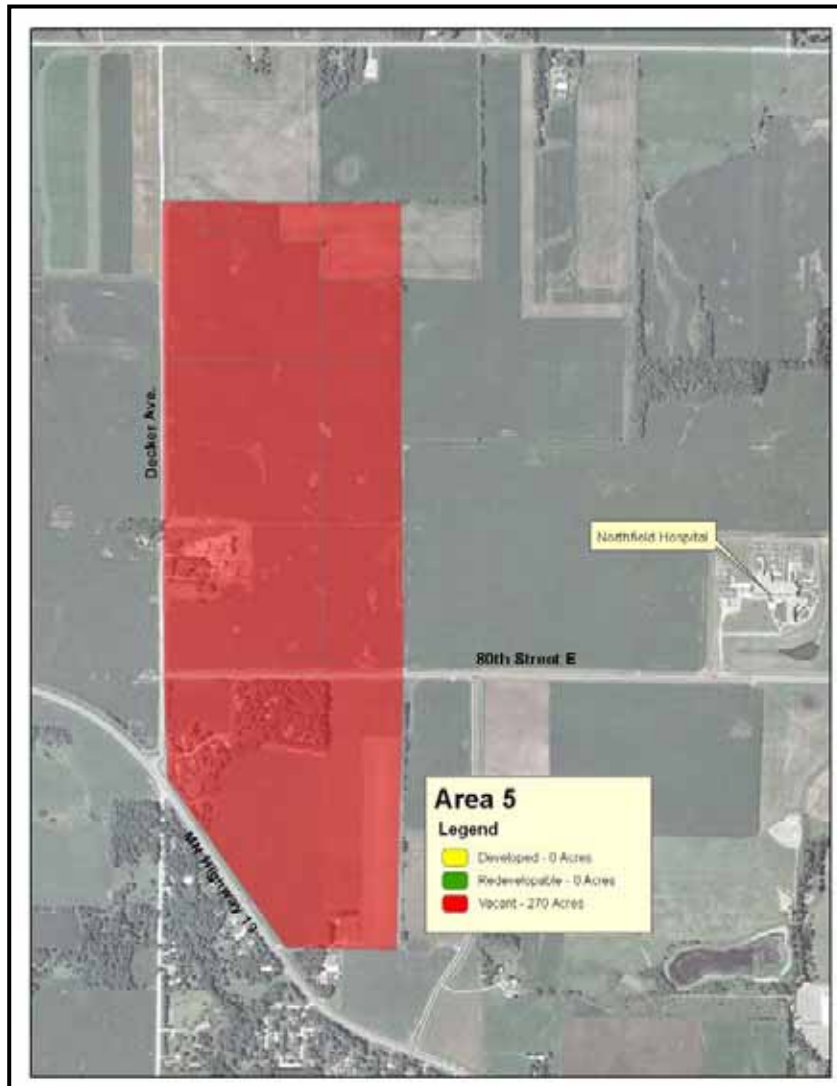 Decker Ave.
Northfield Hospital
80th Street E
MN Highway 19
Area 5
Legend
Developed - 0 Acres
Redevelopable - 0 Acres
Vacant - 270 Acres